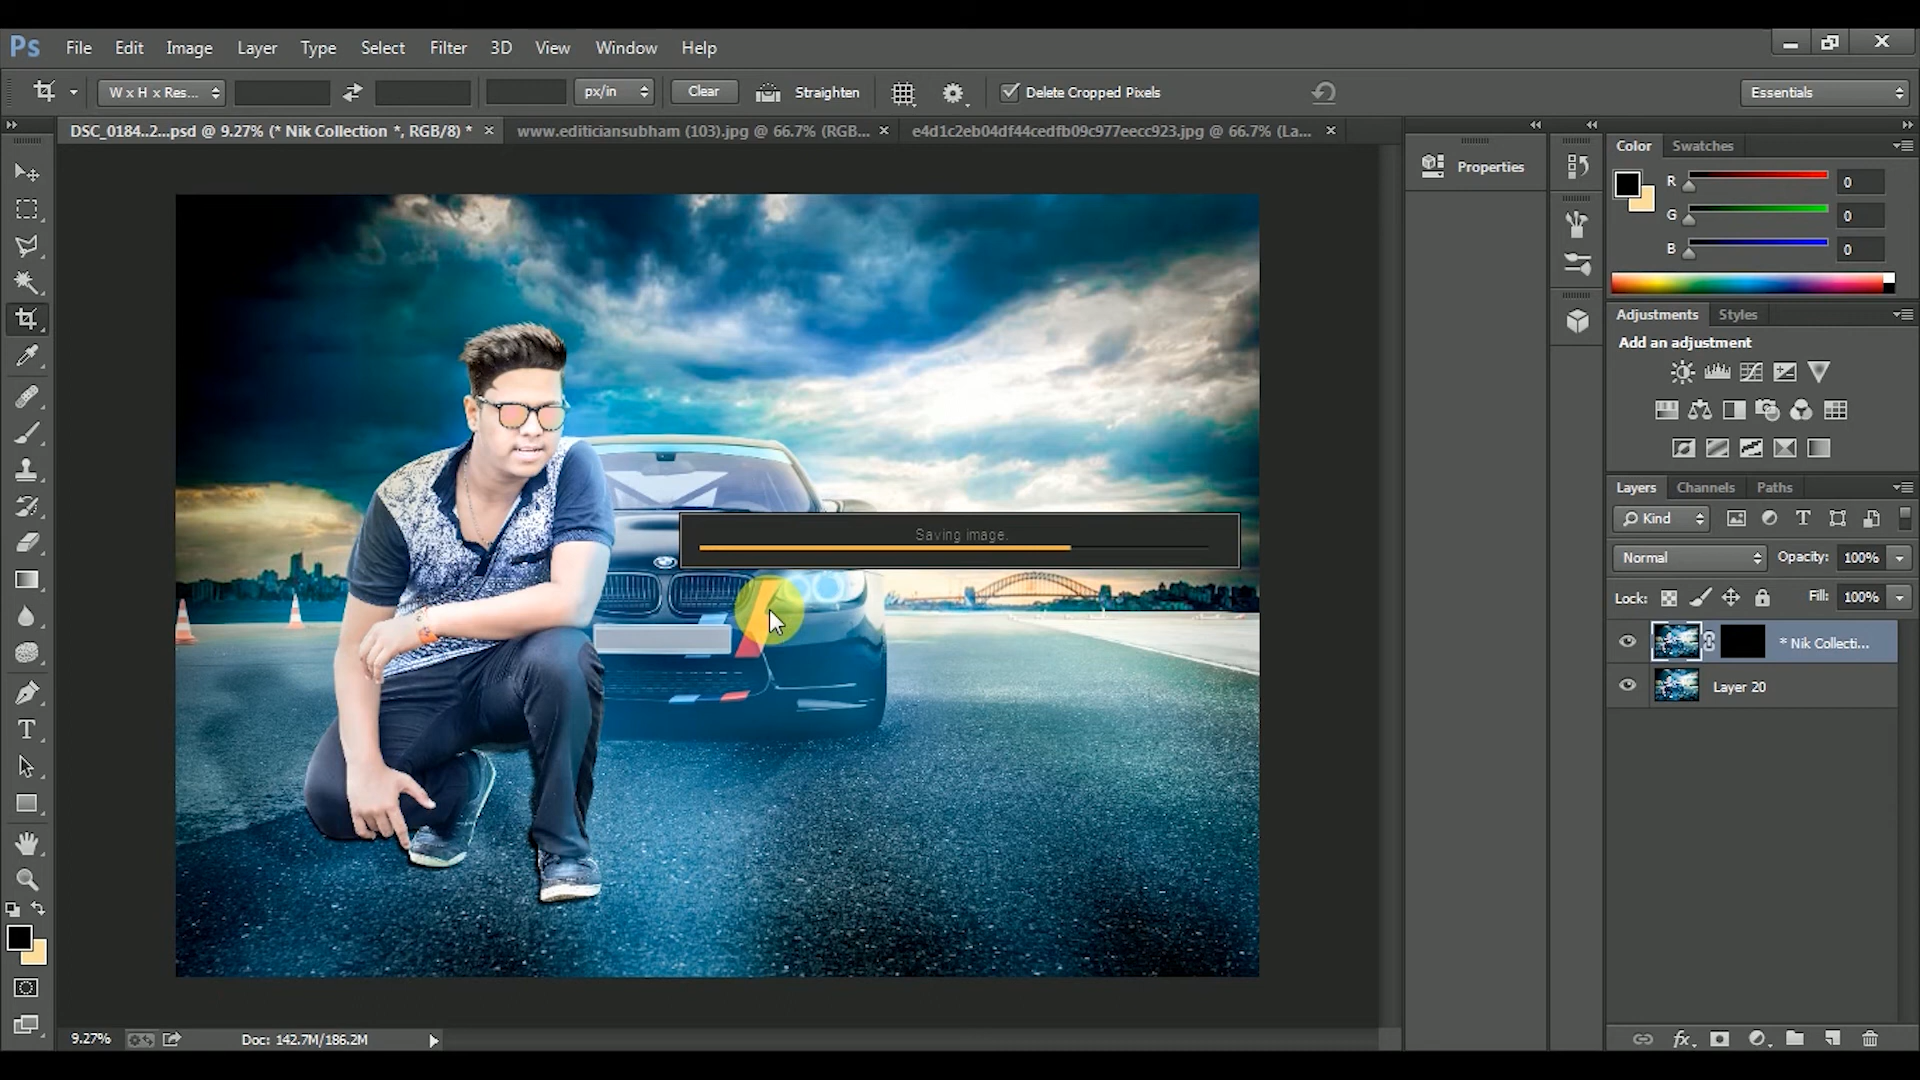 Ps File Edit Image Layer Type Select Filter 3D View Window Help
W x H x Res... px/in Clear Straighten Delete Cropped Pixels Essentials
DSC_0184..2...psd @ 9.27% (* Nik Collection *, RGB/8) * × www.editiciansubham (103).jpg @ 66.7% (RGB... × e4d1c2eb04df44cedfb09c977eecc923.jpg @ 66.7% (La... ×
Properties
Color Swatches
R 0
G 0
B 0
Adjustments Styles
Add an adjustment
Layers Channels Paths
Kind
Normal Opacity: 100%
Lock: Fill: 100%
* Nik Collecti...
Layer 20
Saving image.
9.27% Doc: 142.7M/186.2M